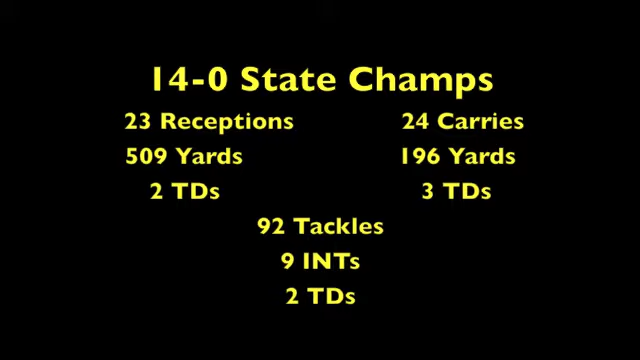 14-0 State Champs
23 Receptions 24 Carries
509 Yards 196 Yards
2 TDs 3 TDs
92 Tackles
9 INTs
2 TDs